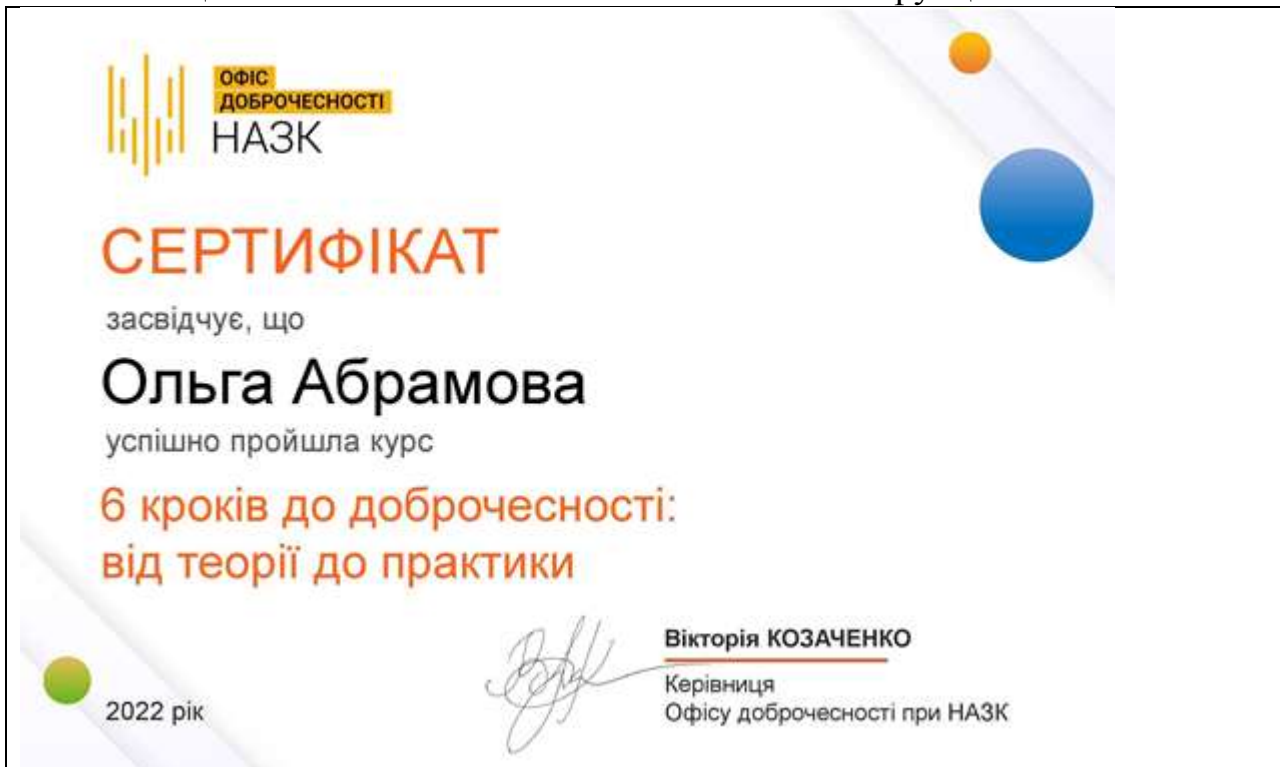 ОФІС
ДОБРОЧЕСНОСТІ
НАЗК
СЕРТИФІКАТ
засвідчує, що
Ольга Абрамова
успішно пройшла курс
6 кроків до доброчесності:
від теорії до практики
Вікторія КОЗАЧЕНКО
Керівниця
Офісу доброчесності при НАЗК
2022 рік